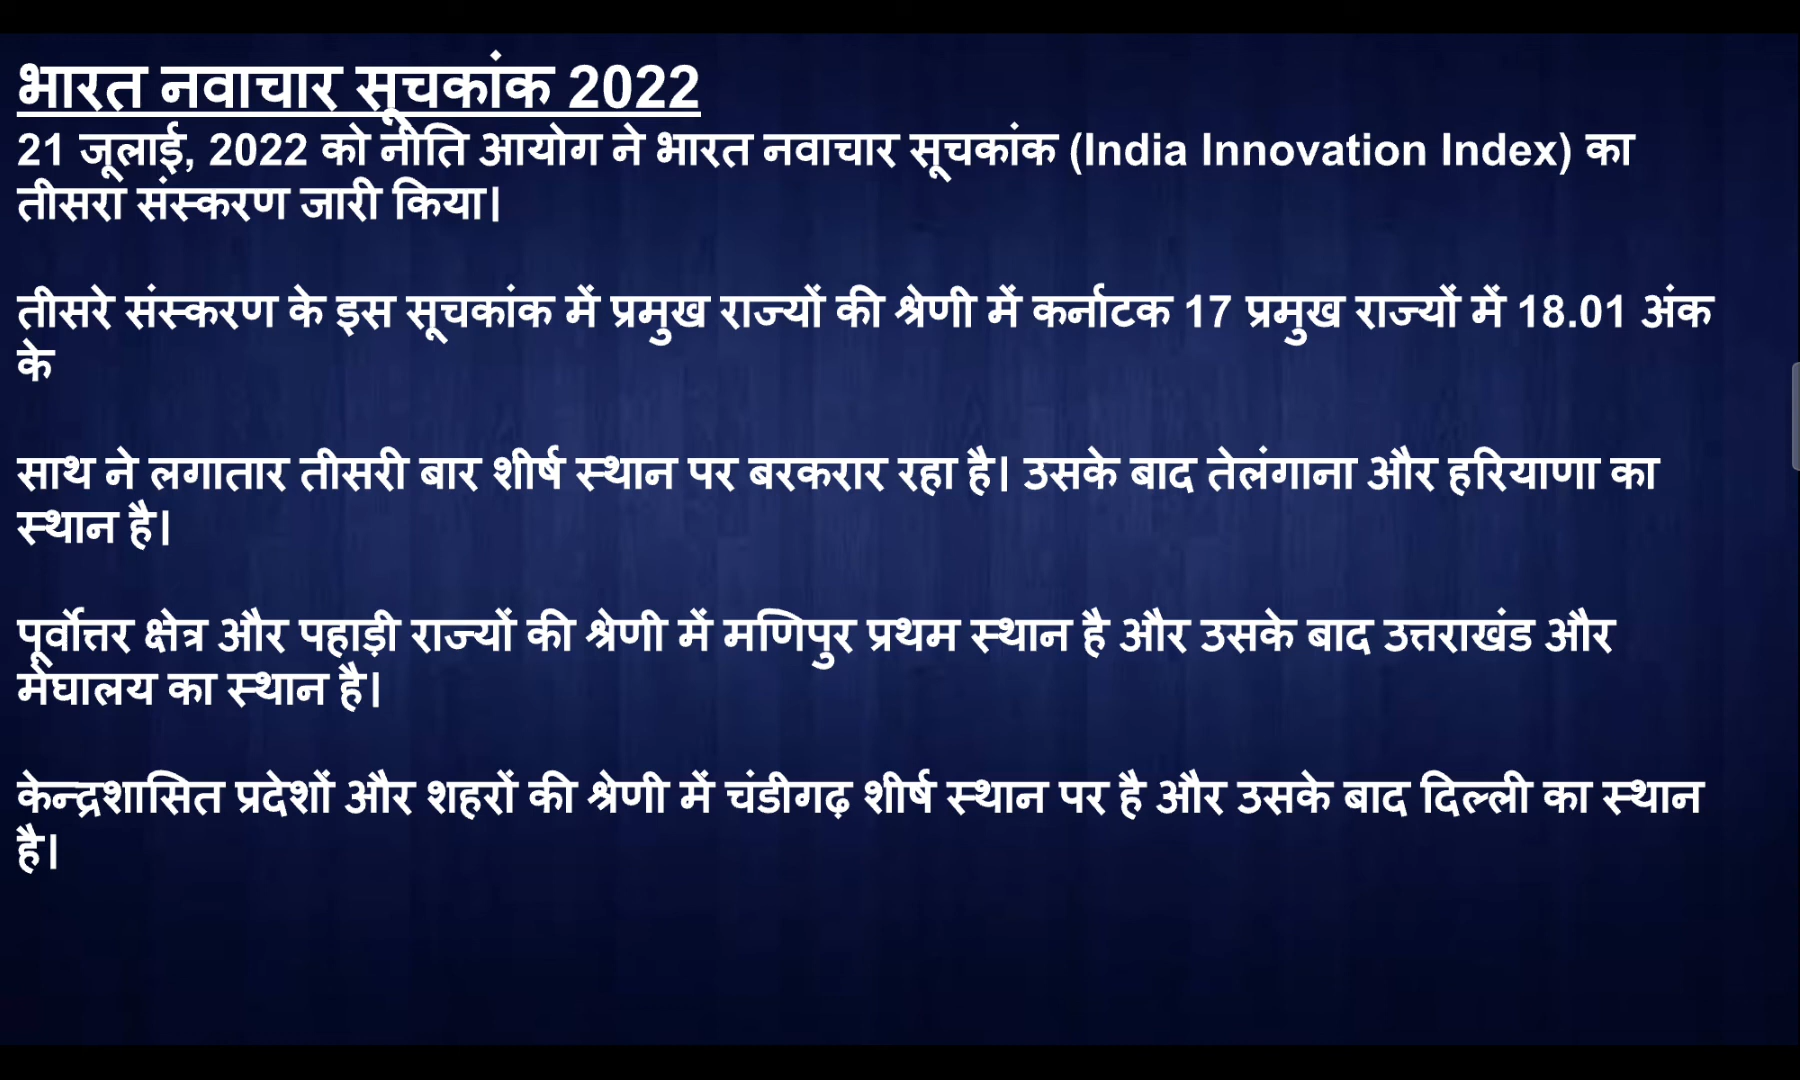 भारत नवाचार सूचकांक 2022
21 जूलाई, 2022 को नीति आयोग ने भारत नवाचार सूचकांक (India Innovation Index) का
तीसरा संस्करण जारी किया।
तीसरे संस्करण के इस सूचकांक में प्रमुख राज्यों की श्रेणी में कर्नाटक 17 प्रमुख राज्यों में 18.01 अंक
के
साथ ने लगातार तीसरी बार शीर्ष स्थान पर बरकरार रहा है। उसके बाद तेलंगाना और हरियाणा का
स्थान है।
पूर्वोत्तर क्षेत्र और पहाड़ी राज्यों की श्रेणी में मणिपुर प्रथम स्थान है और उसके बाद उत्तराखंड और
मेघालय का स्थान है।
केन्द्रशासित प्रदेशों और शहरों की श्रेणी में चंडीगढ़ शीर्ष स्थान पर है और उसके बाद दिल्ली का स्थान
है।